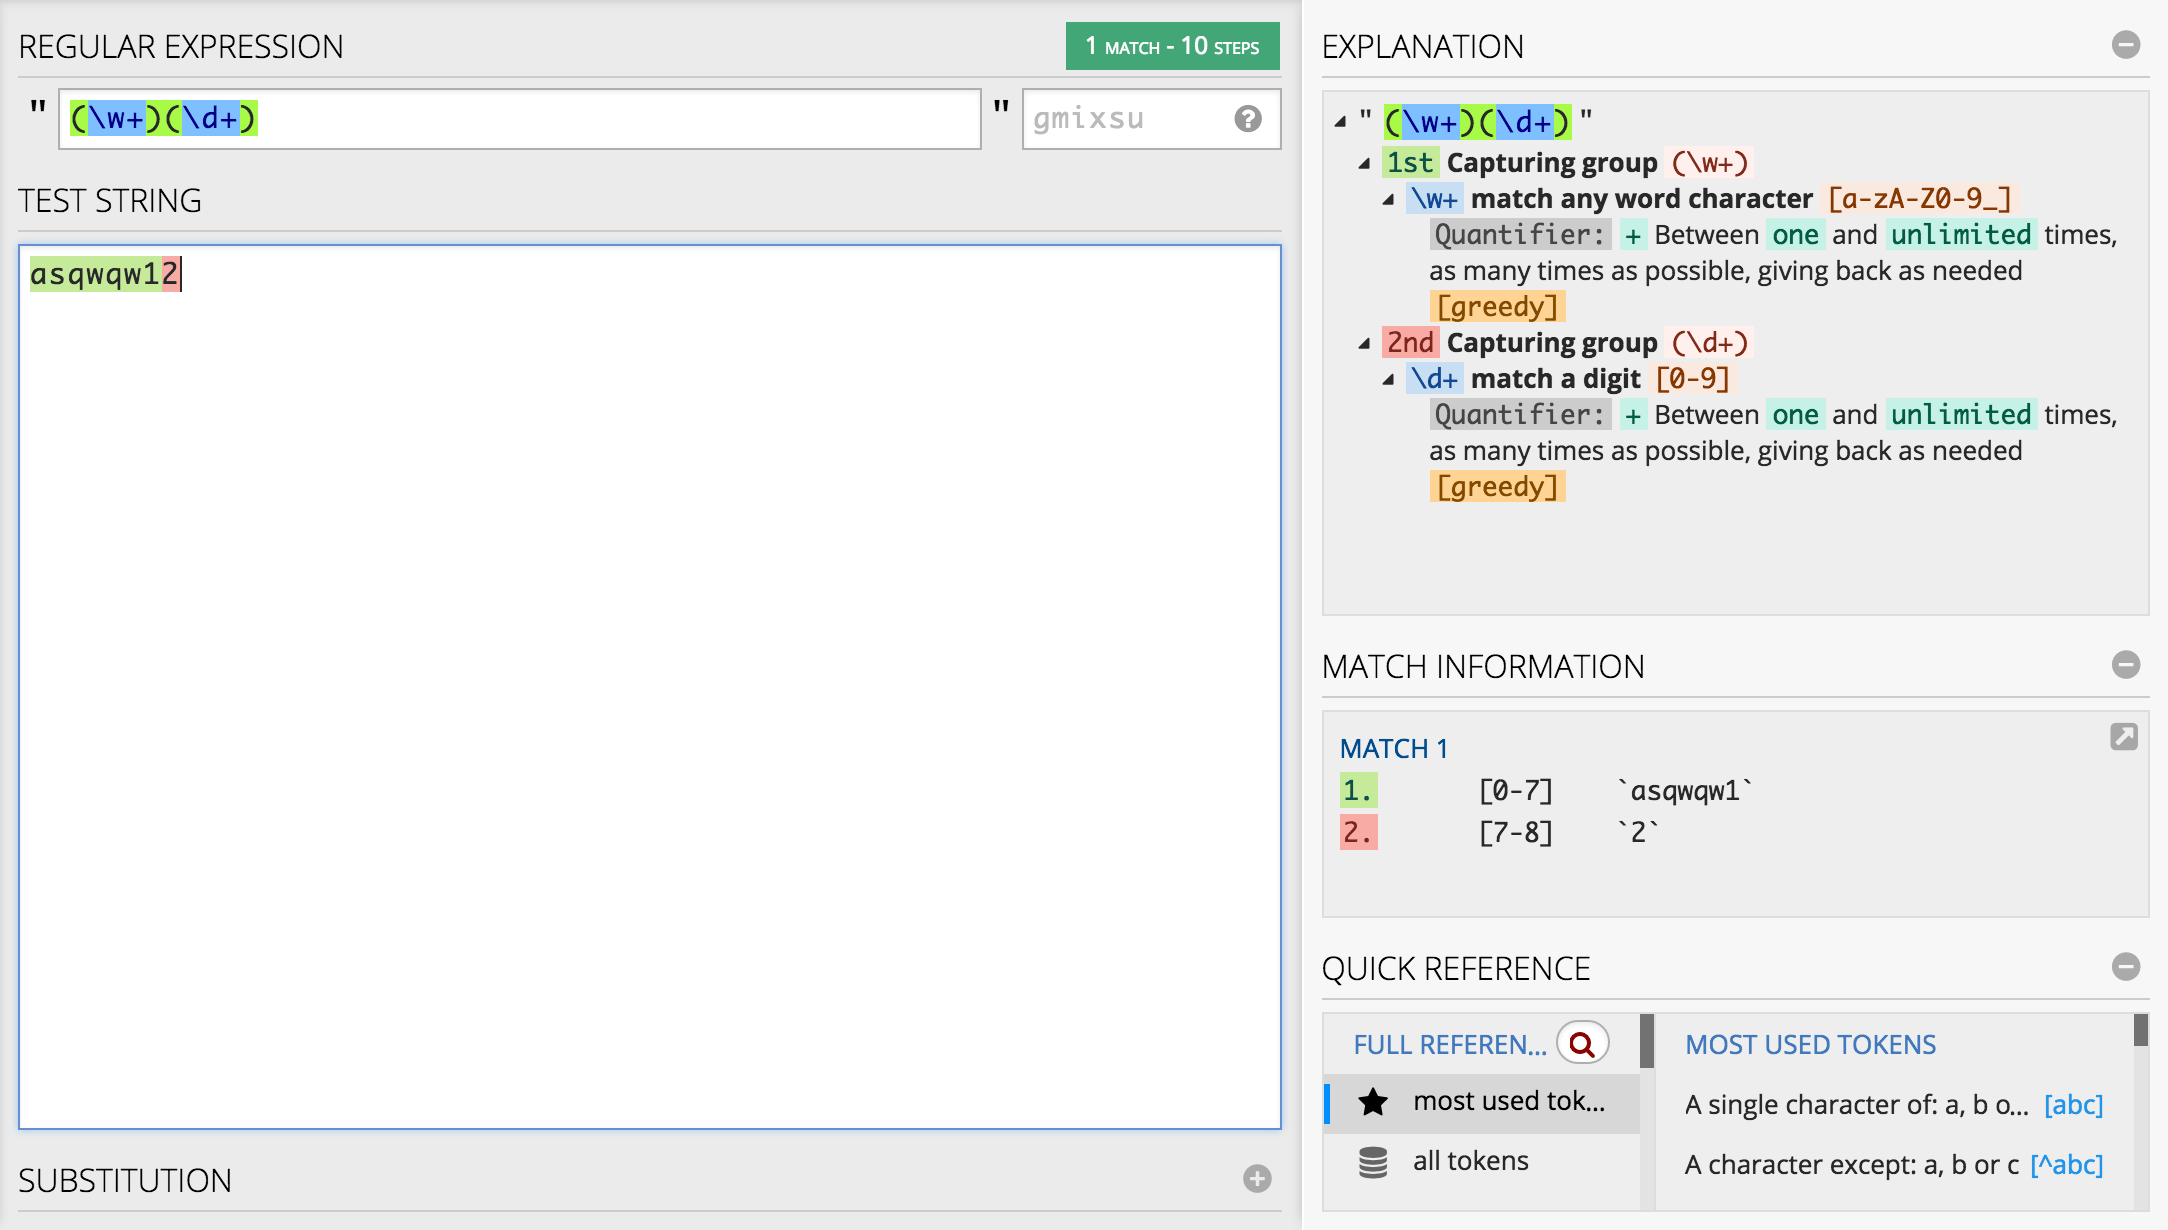 REGULAR EXPRESSION
1 MATCH - 10 STEPS
" (\w+)(\d+) " gmixsu
TEST STRING
asqwqw12
SUBSTITUTION
EXPLANATION
" (\w+)(\d+) "
1st Capturing group (\w+)
\w+ match any word character [a-zA-Z0-9_]
Quantifier: + Between one and unlimited times,
as many times as possible, giving back as needed
[greedy]
2nd Capturing group (\d+)
\d+ match a digit [0-9]
Quantifier: + Between one and unlimited times,
as many times as possible, giving back as needed
[greedy]
MATCH INFORMATION
MATCH 1
1. [0-7] `asqwqw1`
2. [7-8] `2`
QUICK REFERENCE
FULL REFEREN...
most used tok...
all tokens
MOST USED TOKENS
A single character of: a, b o... [abc]
A character except: a, b or c [^abc]